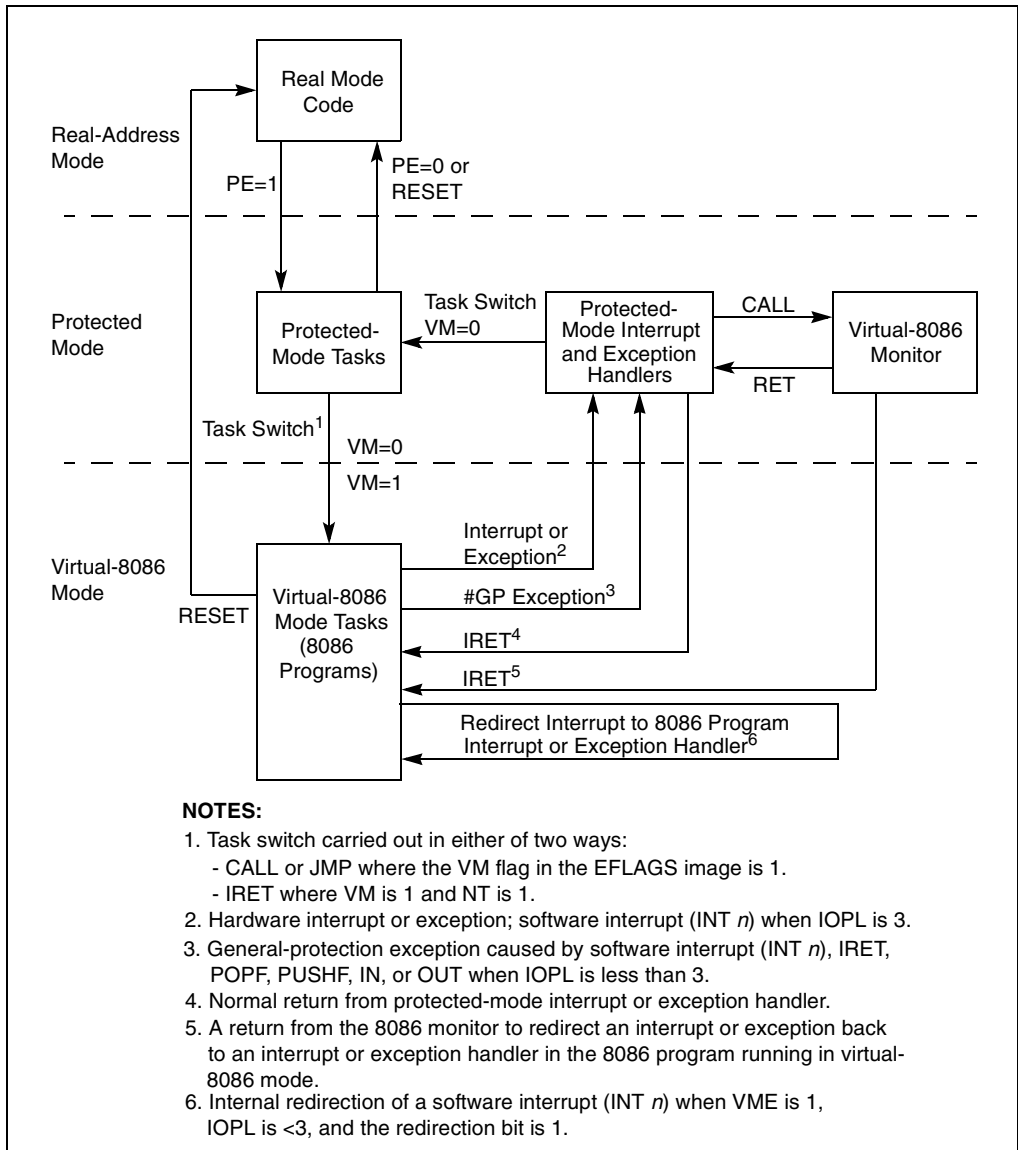 Real Mode
Code
Real-Address
Mode
PE=1
PE=0 or
RESET
Protected
Mode
Protected-
Mode Tasks
Task Switch
VM=0
Protected-
Mode Interrupt
and Exception
Handlers
CALL
RET
Virtual-8086
Monitor
Task Switch1
VM=0
VM=1
Virtual-8086
Mode
RESET
Virtual-8086
Mode Tasks
(8086
Programs)
Interrupt or
Exception2
#GP Exception3
IRET4
IRET5
Redirect Interrupt to 8086 Program
Interrupt or Exception Handler6
NOTES:
1. Task switch carried out in either of two ways:
- CALL or JMP where the VM flag in the EFLAGS image is 1.
- IRET where VM is 1 and NT is 1.
2. Hardware interrupt or exception; software interrupt (INT n) when IOPL is 3.
3. General-protection exception caused by software interrupt (INT n), IRET,
POPF, PUSHF, IN, or OUT when IOPL is less than 3.
4. Normal return from protected-mode interrupt or exception handler.
5. A return from the 8086 monitor to redirect an interrupt or exception back
to an interrupt or exception handler in the 8086 program running in virtual-
8086 mode.
6. Internal redirection of a software interrupt (INT n) when VME is 1,
IOPL is <3, and the redirection bit is 1.